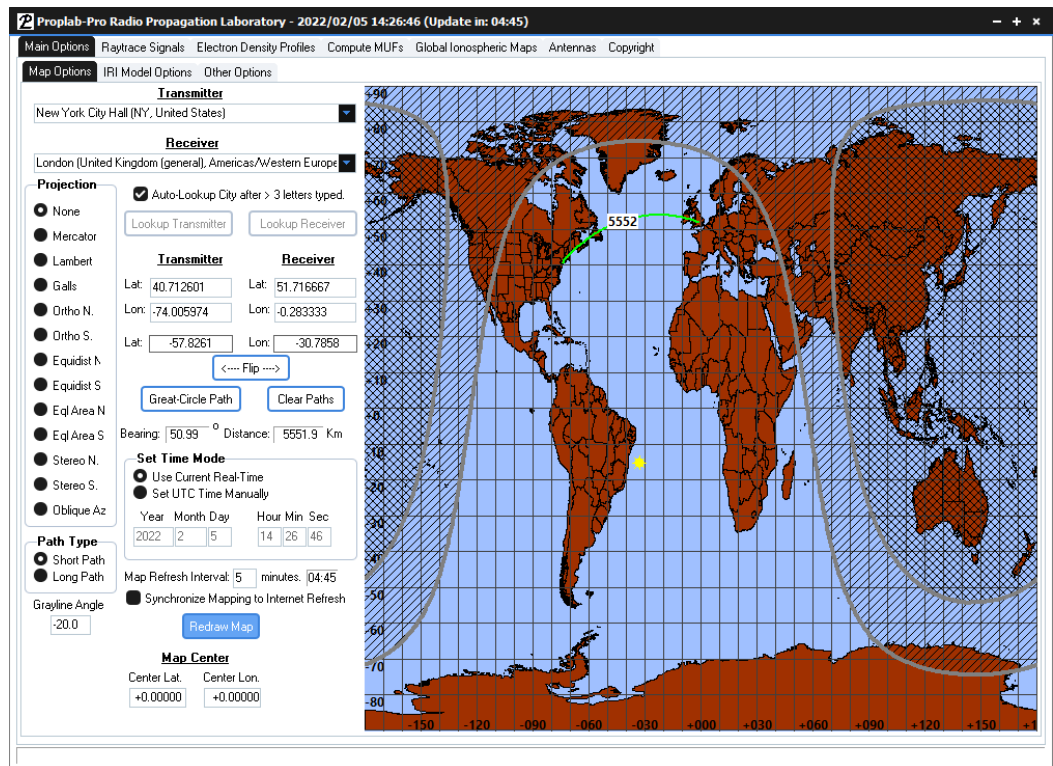 Proplab-Pro Radio Propagation Laboratory - 2022/02/05 14:26:46 (Update in: 04:45)
Main Options Raytrace Signals Electron Density Profiles Compute MUFs Global Ionospheric Maps Antennas Copyright
Map Options IRI Model Options Other Options
Transmitter
New York City Hall (NY, United States)
Receiver
London (United Kingdom (general), Americas/Western Europe
Projection
None
Mercator
Lambert
Galls
Ortho N.
Ortho S.
Equidist N
Equidist S
Eql Area N
Eql Area S
Stereo N.
Stereo S.
Oblique Az
Path Type
Short Path
Long Path
Grayline Angle
-20.0
Auto-Lookup City after > 3 letters typed.
Lookup Transmitter Lookup Receiver
Transmitter Receiver
Lat: 40.712601 Lat: 51.716667
Lon: -74.005974 Lon: -0.283333
Lat: -57.8261 Lon: -30.7858
<---- Flip ---->
Great-Circle Path Clear Paths
Bearing: 50.99 o Distance: 5551.9 Km
Set Time Mode
Use Current Real-Time
Set UTC Time Manually
Year Month Day Hour Min Sec
2022 2 5 14 26 46
Map Refresh Interval: 5 minutes. 04:45
Synchronize Mapping to Internet Refresh
Redraw Map
Map Center
Center Lat. Center Lon.
+0.00000 +0.00000
+90
+80
+70
+60
+50
+40
+30
+20
+10
+0
-10
-20
-30
-40
-50
-60
-70
-80
5552
-150 -120 -090 -060 -030 +000 +030 +060 +090 +120 +150 +1